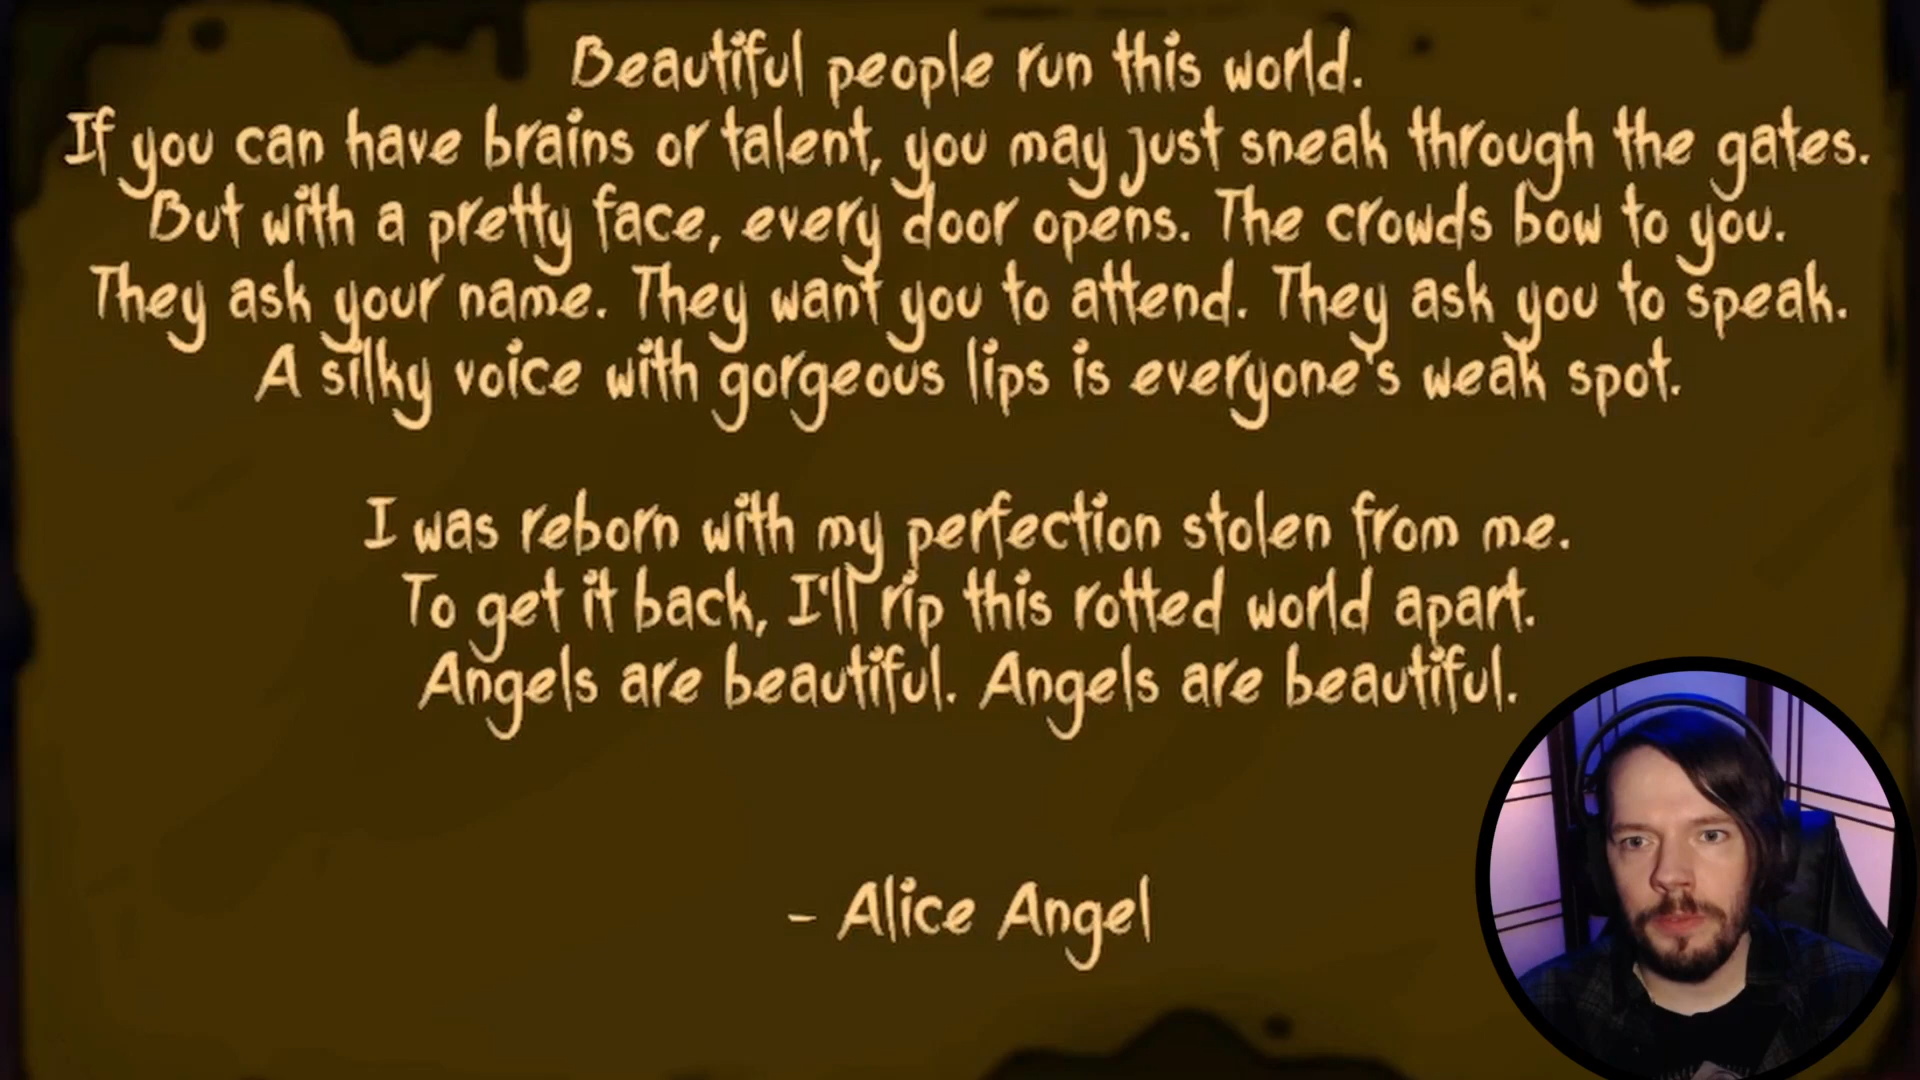 Beautiful people run this world.
If you can have brains or talent, you may just sneak through the gates.
But with a pretty face, every door opens. The crowds bow to you.
They ask your name. They want you to attend. They ask you to speak.
A silky voice with gorgeous lips is everyone's weak spot.
I was reborn with my perfection stolen from me.
To get it back, I'll rip this rotted world apart.
Angels are beautiful. Angels are beautiful.
- Alice Angel